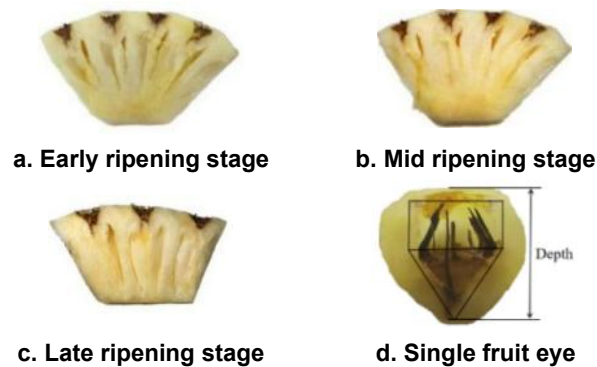 a. Early ripening stage
b. Mid ripening stage
Depth
c. Late ripening stage
d. Single fruit eye